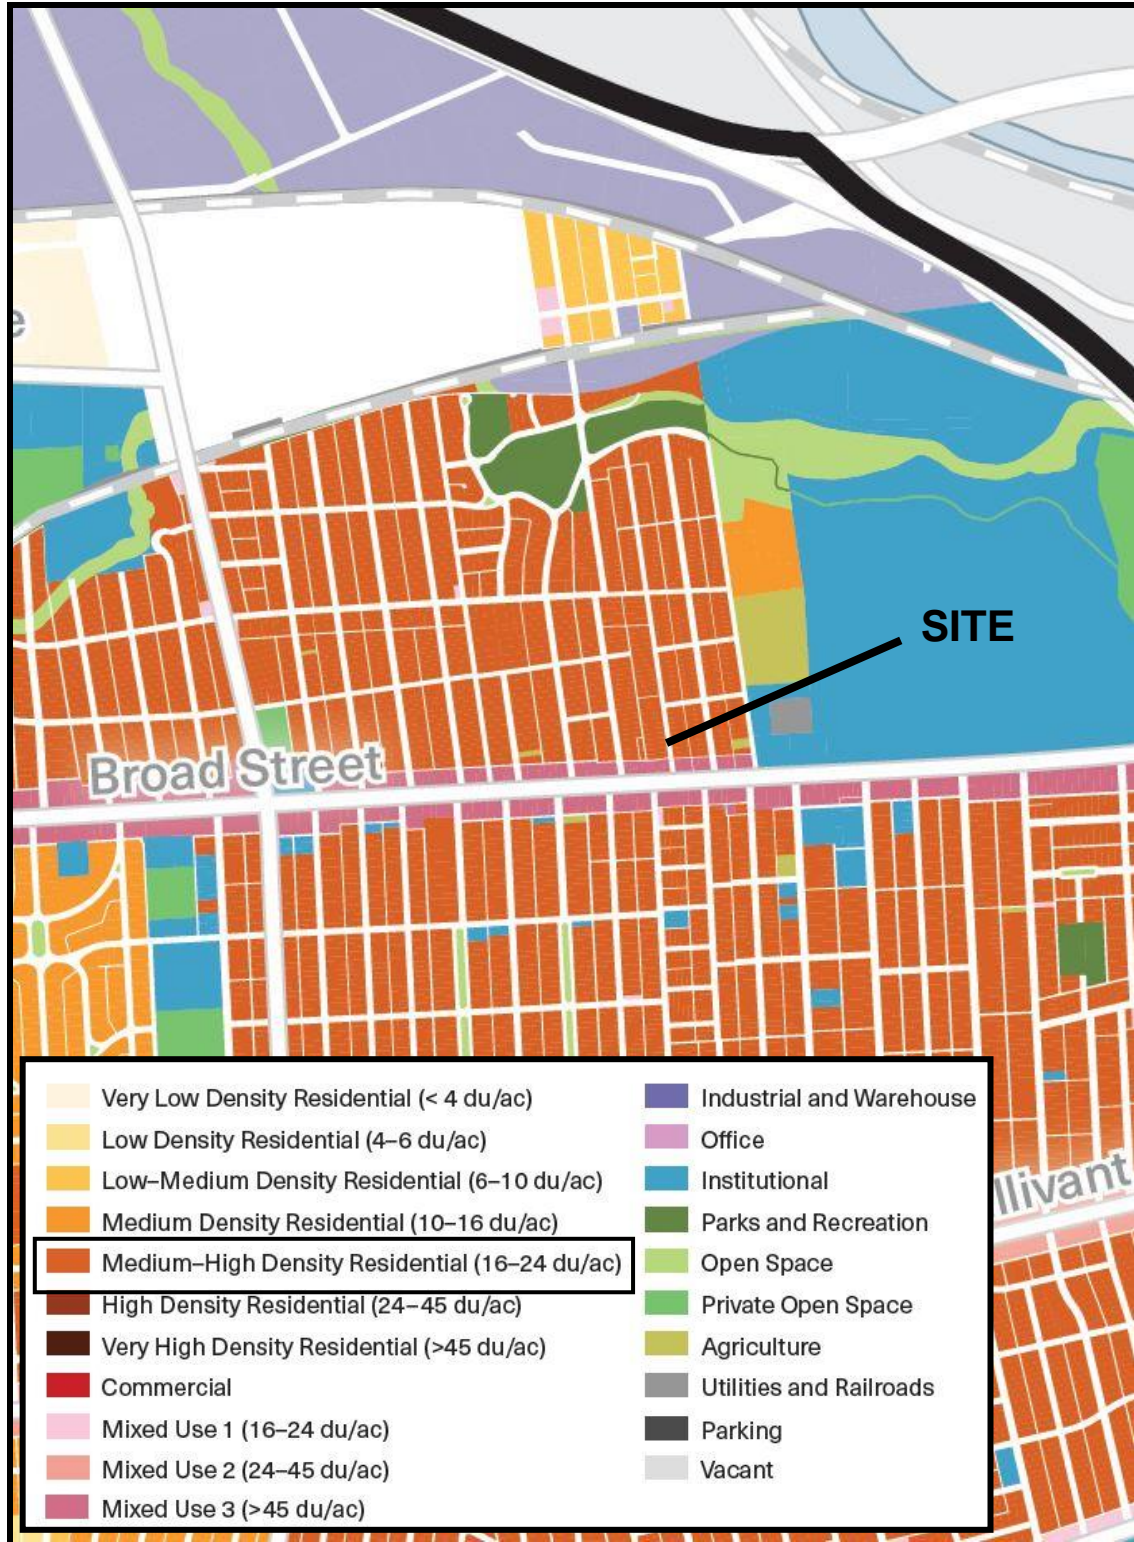 e
SITE
Broad Street
llivant
Very Low Density Residential (< 4 du/ac)
Low Density Residential (4–6 du/ac)
Low–Medium Density Residential (6–10 du/ac)
Medium Density Residential (10–16 du/ac)
Medium–High Density Residential (16–24 du/ac)
High Density Residential (24–45 du/ac)
Very High Density Residential (>45 du/ac)
Commercial
Mixed Use 1 (16–24 du/ac)
Mixed Use 2 (24–45 du/ac)
Mixed Use 3 (>45 du/ac)
Industrial and Warehouse
Office
Institutional
Parks and Recreation
Open Space
Private Open Space
Agriculture
Utilities and Railroads
Parking
Vacant